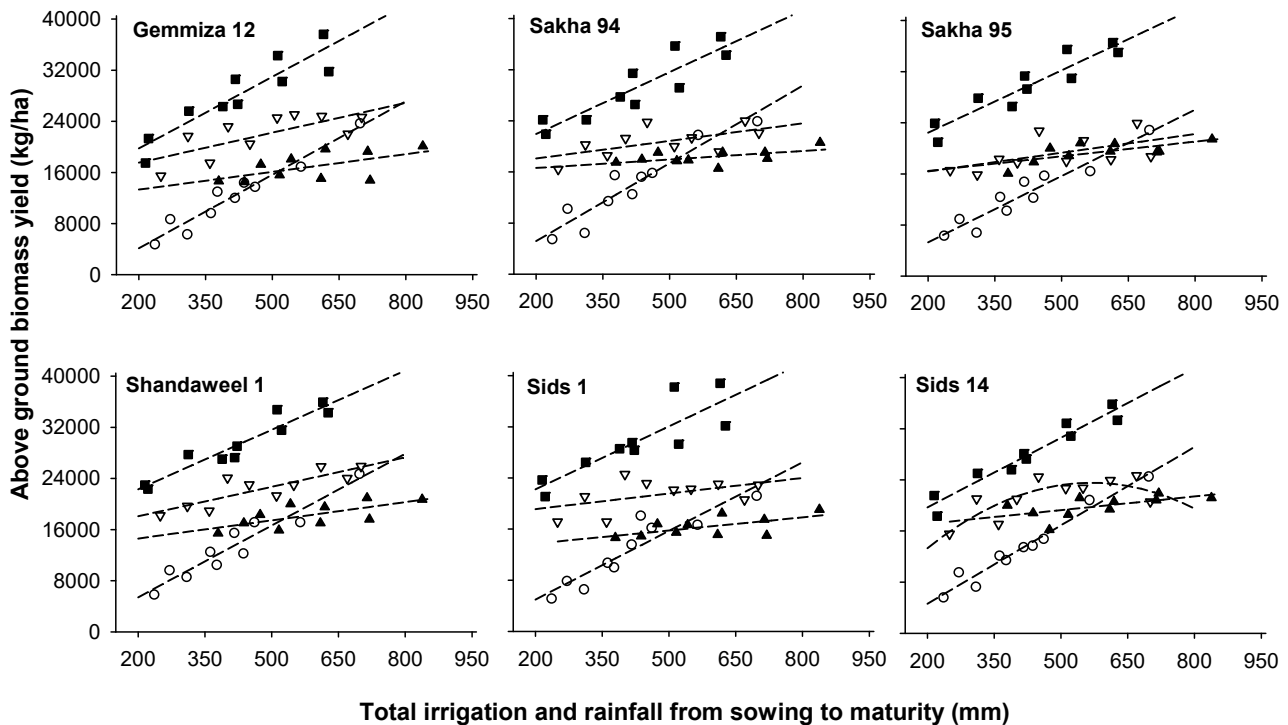 Above ground biomass yield (kg/ha)
40000
32000
24000
16000
8000
0
Gemmiza 12
200 350 500 650 800 950
Sakha 94
200 350 500 650 800 950
Sakha 95
200 350 500 650 800 950
40000
32000
24000
16000
8000
0
Shandaweel 1
200 350 500 650 800 950
Sids 1
200 350 500 650 800 950
Sids 14
200 350 500 650 800 950
Total irrigation and rainfall from sowing to maturity (mm)